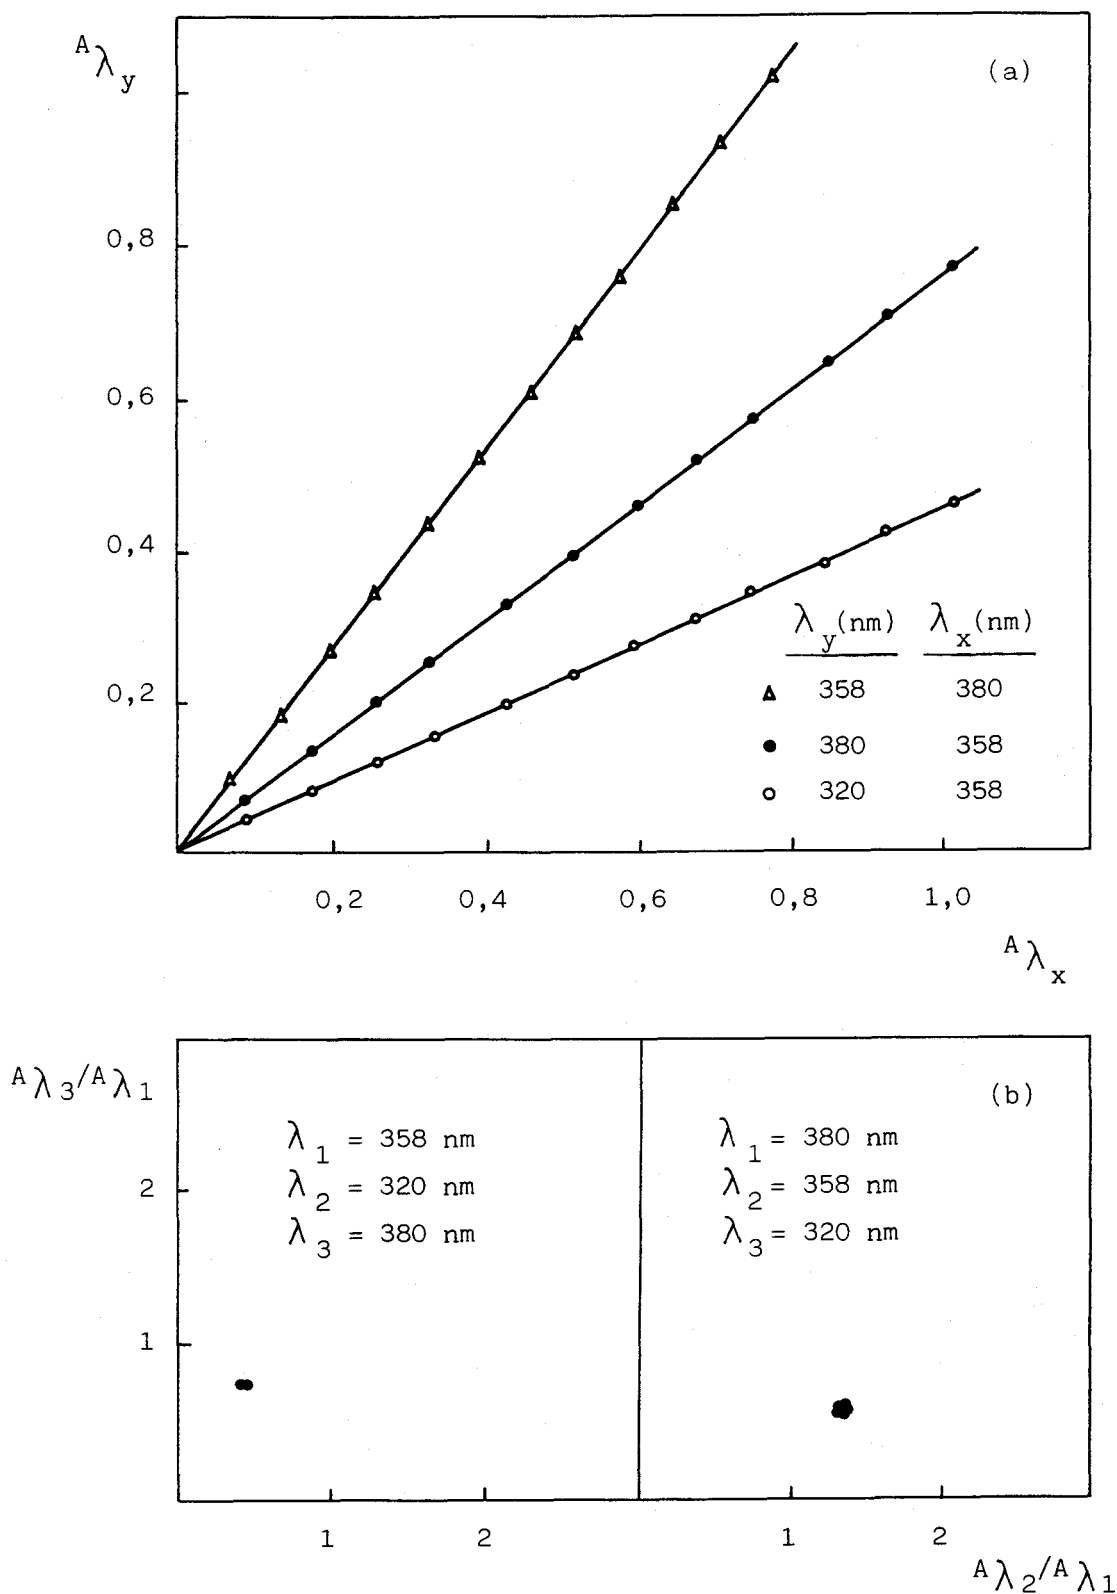 Aλy
(a)
0,8
0,6
0,4
0,2
λy(nm) λx(nm)
358 380
380 358
320 358
0,2 0,4 0,6 0,8 1,0
Aλx
Aλ3/Aλ1
(b)
λ1 = 358 nm
λ2 = 320 nm
λ3 = 380 nm
λ1 = 380 nm
λ2 = 358 nm
λ3 = 320 nm
2
1
1 2 1 2
Aλ2/Aλ1